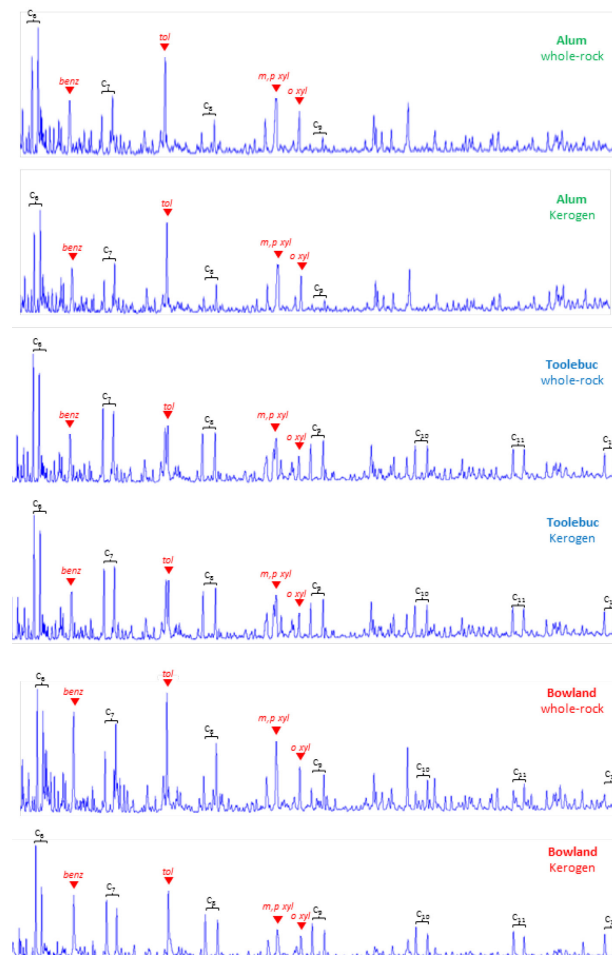 C₆
benz
C₇
tol
C₈
m,p xyl
o xyl
C₉
Alum
whole-rock
C₆
benz
C₇
tol
C₈
m,p xyl
o xyl
C₉
Alum
Kerogen
C₆
benz
C₇
tol
C₈
m,p xyl
o xyl
C₉
C₁₀
C₁₁
Toolebuc
whole-rock
C₆
benz
C₇
tol
C₈
m,p xyl
o xyl
C₉
C₁₀
C₁₁
Toolebuc
Kerogen
C₆
benz
C₇
tol
C₈
m,p xyl
o xyl
C₉
C₁₀
C₁₁
Bowland
whole-rock
C₆
benz
C₇
tol
C₈
m,p xyl
o xyl
C₉
C₁₀
C₁₁
Bowland
Kerogen